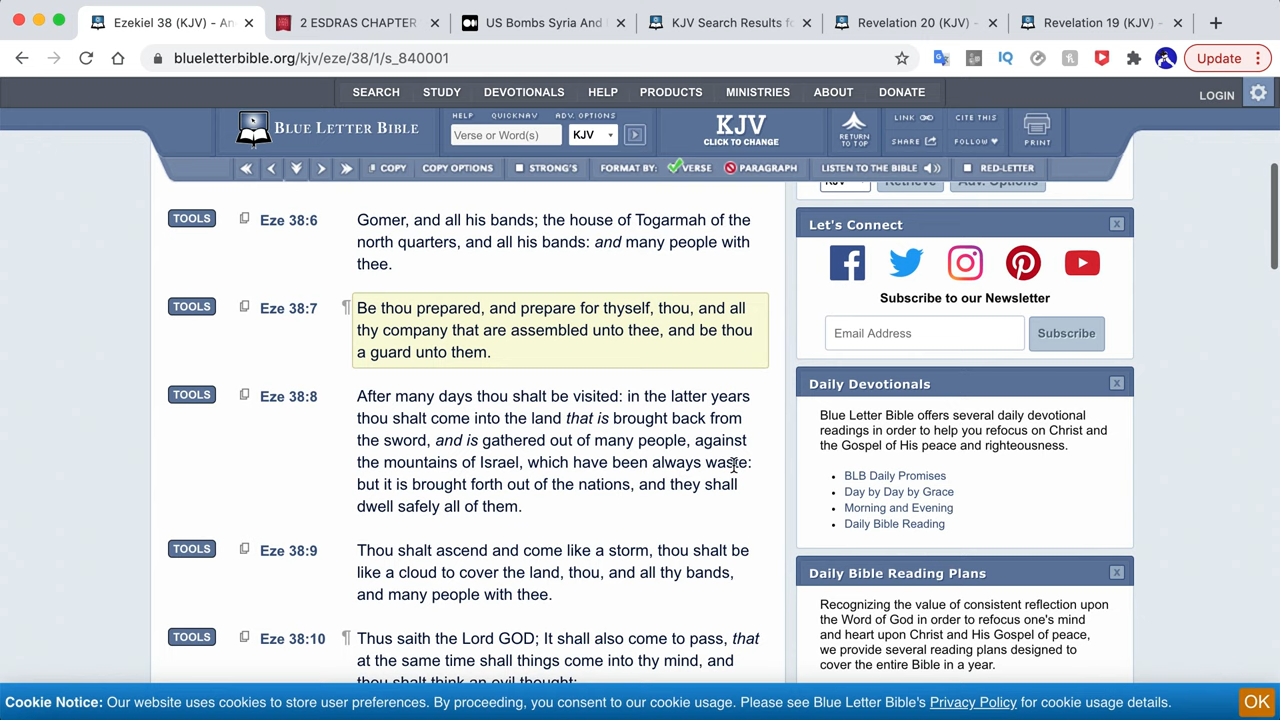 Ezekiel 38 (KJV) - An
2 ESDRAS CHAPTER
US Bombs Syria And
KJV Search Results for
Revelation 20 (KJV) -
Revelation 19 (KJV) -
blueletterbible.org/kjv/eze/38/1/s_840001
Update
SEARCH STUDY DEVOTIONALS HELP PRODUCTS MINISTRIES ABOUT DONATE
LOGIN
BLUE LETTER BIBLE
HELP QUICKNAV ADV. OPTIONS
Verse or Word(s)
KJV
KJV
CLICK TO CHANGE
RETURN
TO TOP
LINK
CITE THIS
SHARE
FOLLOW
PRINT
COPY COPY OPTIONS STRONG'S FORMAT BY: VERSE PARAGRAPH LISTEN TO THE BIBLE RED-LETTER
KJV Retrieve Adv. Options
TOOLS Eze 38:6 Gomer, and all his bands; the house of Togarmah of the
north quarters, and all his bands: and many people with
thee.
TOOLS Eze 38:7 ¶ Be thou prepared, and prepare for thyself, thou, and all
thy company that are assembled unto thee, and be thou
a guard unto them.
TOOLS Eze 38:8 After many days thou shalt be visited: in the latter years
thou shalt come into the land that is brought back from
the sword, and is gathered out of many people, against
the mountains of Israel, which have been always waste:
but it is brought forth out of the nations, and they shall
dwell safely all of them.
TOOLS Eze 38:9 Thou shalt ascend and come like a storm, thou shalt be
like a cloud to cover the land, thou, and all thy bands,
and many people with thee.
TOOLS Eze 38:10 ¶ Thus saith the Lord GOD; It shall also come to pass, that
at the same time shall things come into thy mind, and
thou shalt think an evil thought:
Let's Connect
Subscribe to our Newsletter
Email Address
Subscribe
Daily Devotionals
Blue Letter Bible offers several daily devotional
readings in order to help you refocus on Christ and
the Gospel of His peace and righteousness.
BLB Daily Promises
Day by Day by Grace
Morning and Evening
Daily Bible Reading
Daily Bible Reading Plans
Recognizing the value of consistent reflection upon
the Word of God in order to refocus one's mind
and heart upon Christ and His Gospel of peace,
we provide several reading plans designed to
cover the entire Bible in a year.
Cookie Notice: Our website uses cookies to store user preferences. By proceeding, you consent to our cookie usage. Please see Blue Letter Bible's Privacy Policy for cookie usage details.
OK